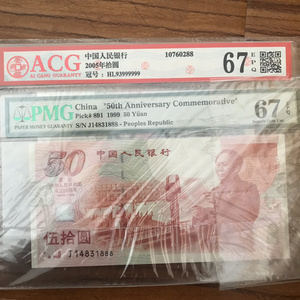 ACG
AI CANG GUARANTY
中国人民银行
2008年拾圆
冠号：HL93999999
10760288
67 EPQ
PMG
PAPER MONEY GUARANTY
China "50th Anniversary Commemorative"
Pick# 891 1999 50 Yüan
S/N J14831888 - Peoples Republic
67 EPQ
50
中国人民银行
伍拾圆
J14831888